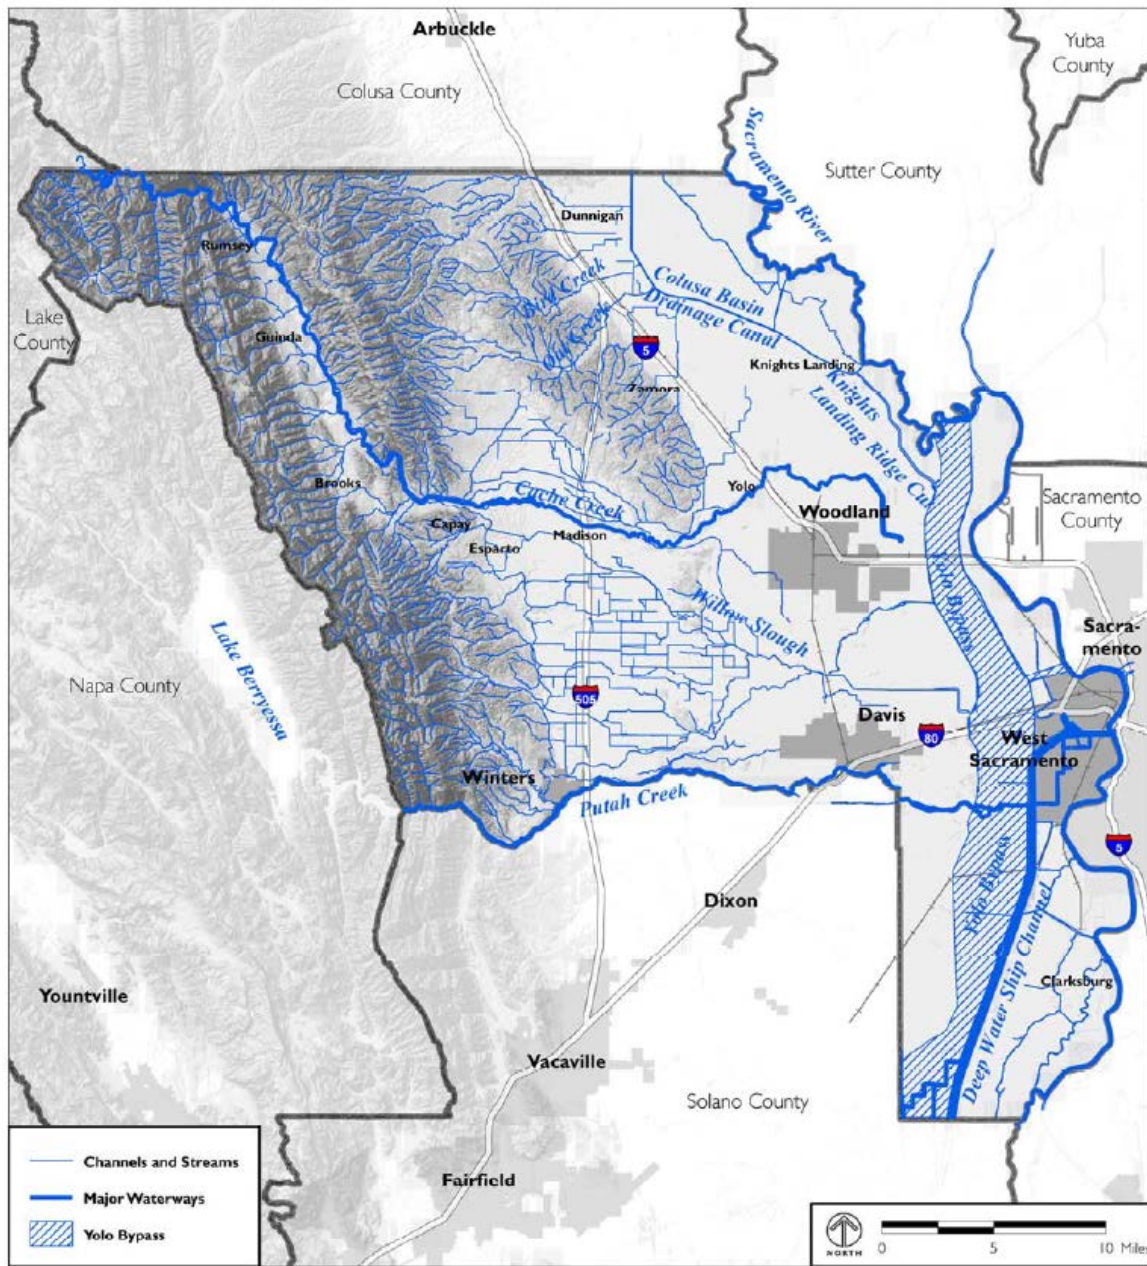 Arbuckle
Colusa County
Yuba
County
Sutter County
Sacramento River
Dunnigan
Rumsey
Bird Creek
Colusa Basin
Drainage Canal
Lake
County
Guinda
Oat Creek
5
Knights Landing
Zamora
Knights
Landing Ridge Cut
Brooks
Yolo
Cache Creek
Woodland
Sacramento
County
Capay
Madison
Esparto
Yolo Bypass
Willow Slough
Sacra-
mento
Lake Berryessa
Napa County
505
Davis
80
West
Sacramento
Winters
Putah Creek
5
Yolo Bypass
Dixon
Deep Water Ship Channel
Clarksburg
Yountville
Vacaville
Solano County
Fairfield
Channels and Streams
Major Waterways
Yolo Bypass
NORTH
0 5 10 Miles